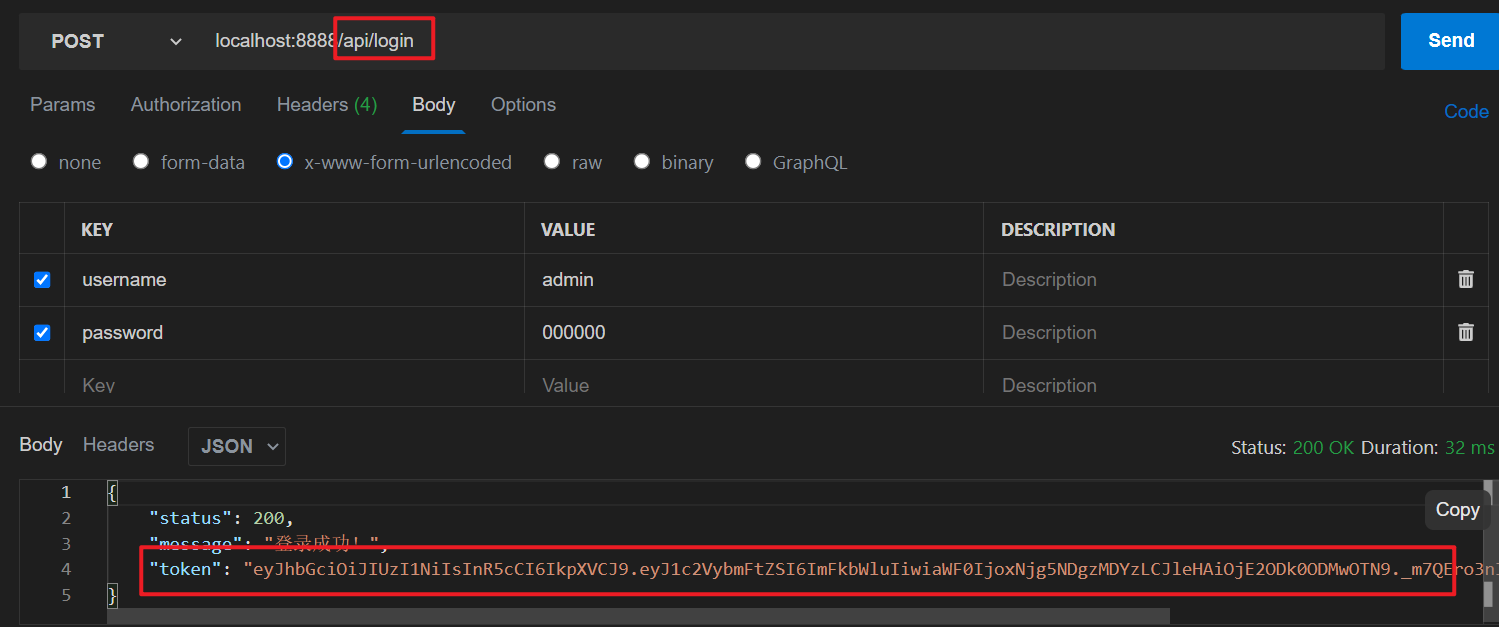 POST localhost:8888/api/login Send
Params Authorization Headers (4) Body Options Code
none form-data x-www-form-urlencoded raw binary GraphQL
KEY VALUE DESCRIPTION
username admin Description
password 000000 Description
Key Value Description
Body Headers JSON Status: 200 OK Duration: 32 ms
1 {
Copy
2 "status": 200,
3 "message": "登录成功！",
4 "token": "eyJhbGciOiJIUzI1NiIsInR5cCI6IkpXVCJ9.eyJ1c2VybmFtZSI6ImFkbWluIiwiaWF0IjoxNjg5NDgzMDYzLCJleHAiOjE2ODk0ODMwOTN9._m7QEro3n
5 }